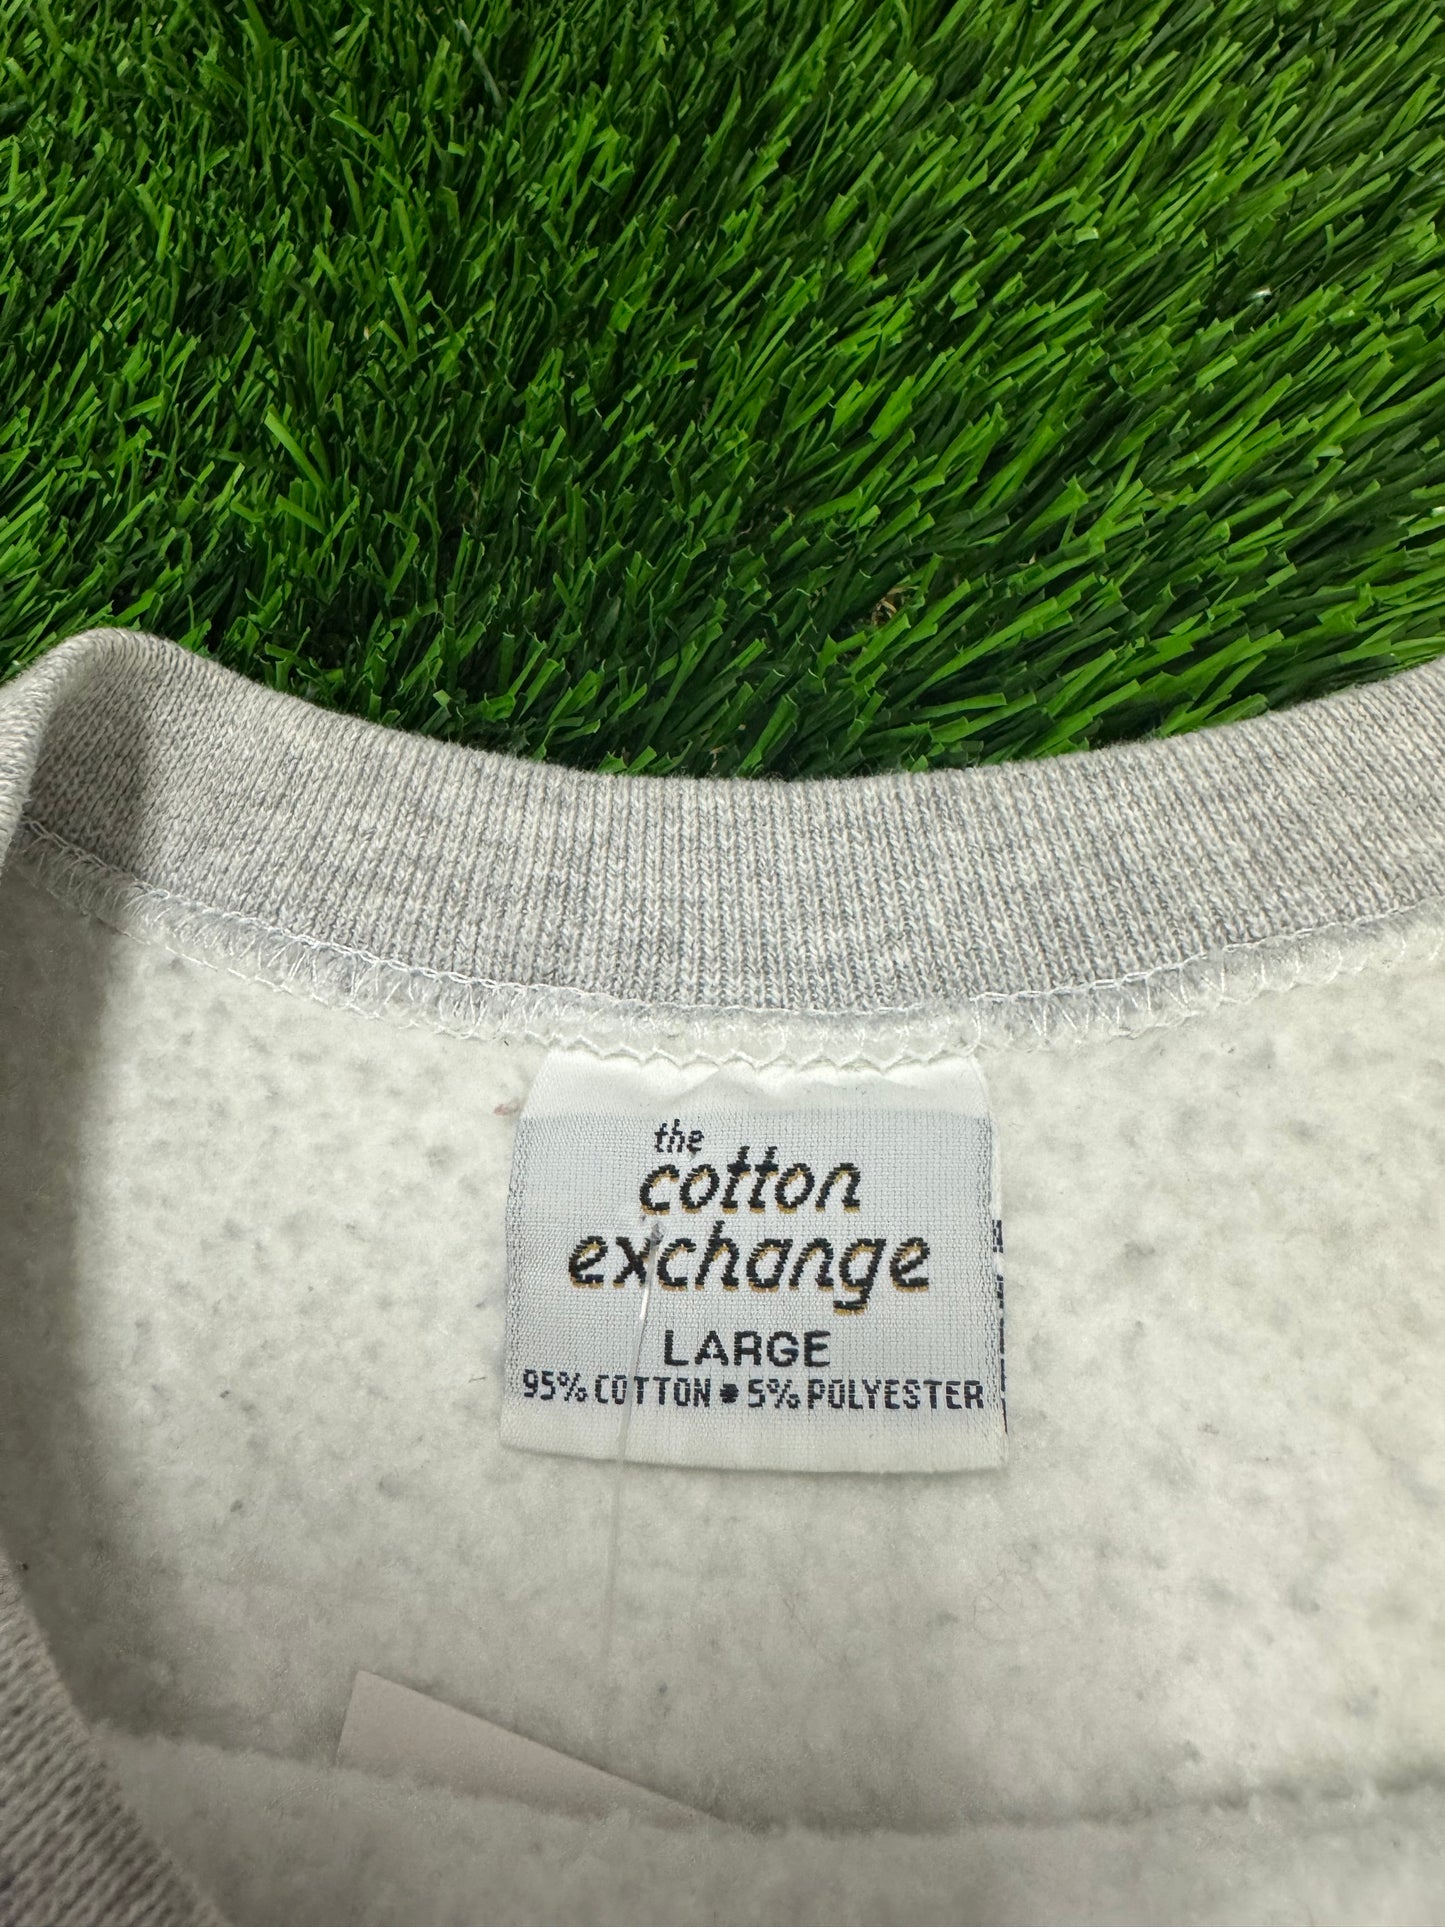 the
cotton
exchange
LARGE
95% COTTON • 5% POLYESTER